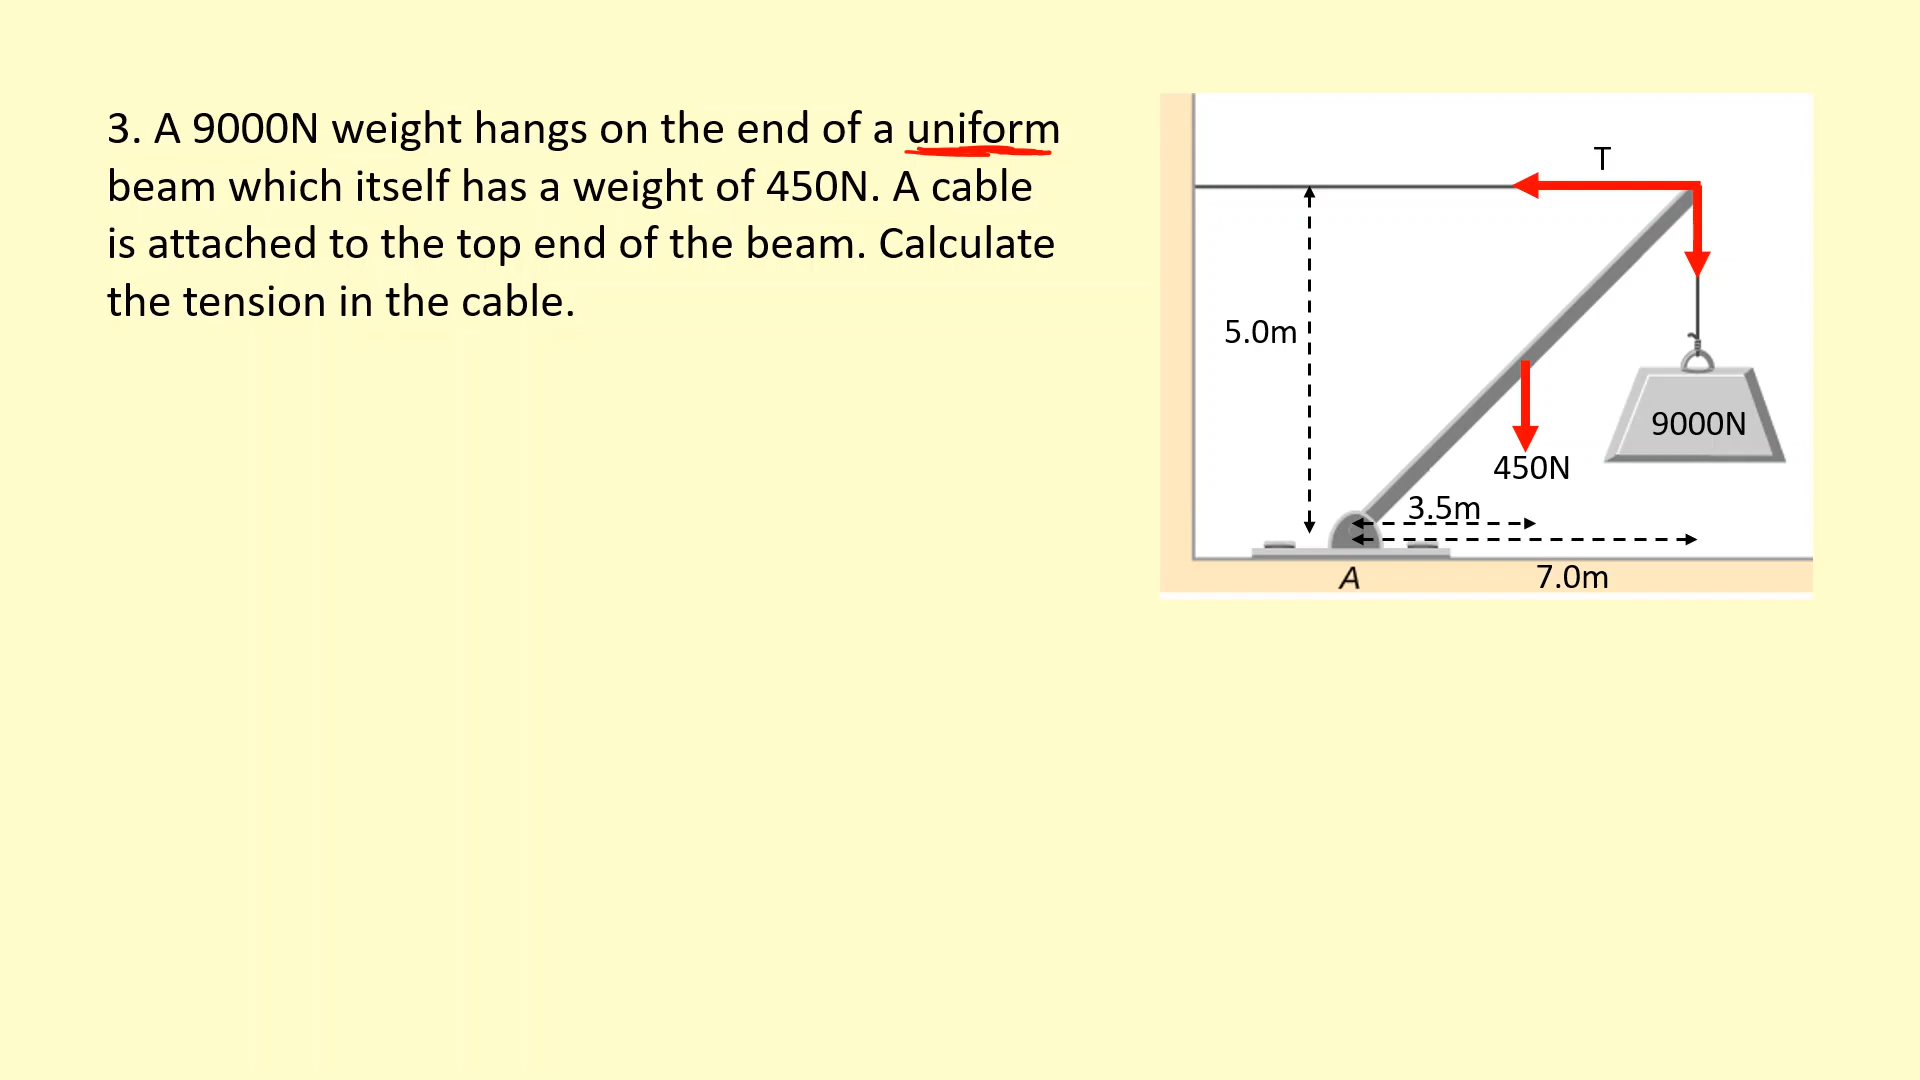 3. A 9000N weight hangs on the end of a uniform
beam which itself has a weight of 450N. A cable
is attached to the top end of the beam. Calculate
the tension in the cable.
T
5.0m
9000N
450N
3.5m
A
7.0m